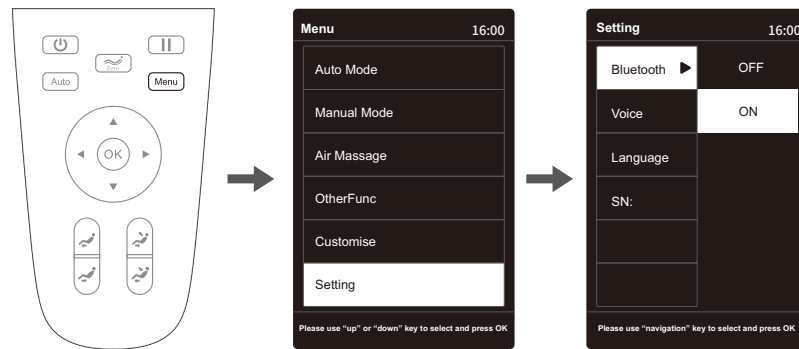 Zero
Auto
Menu
OK
Menu 16:00
Auto Mode
Manual Mode
Air Massage
OtherFunc
Customise
Setting
Please use “up” or “down” key to select and press OK
Setting 16:00
Bluetooth OFF
Voice ON
Language
SN:
Please use “navigation” key to select and press OK